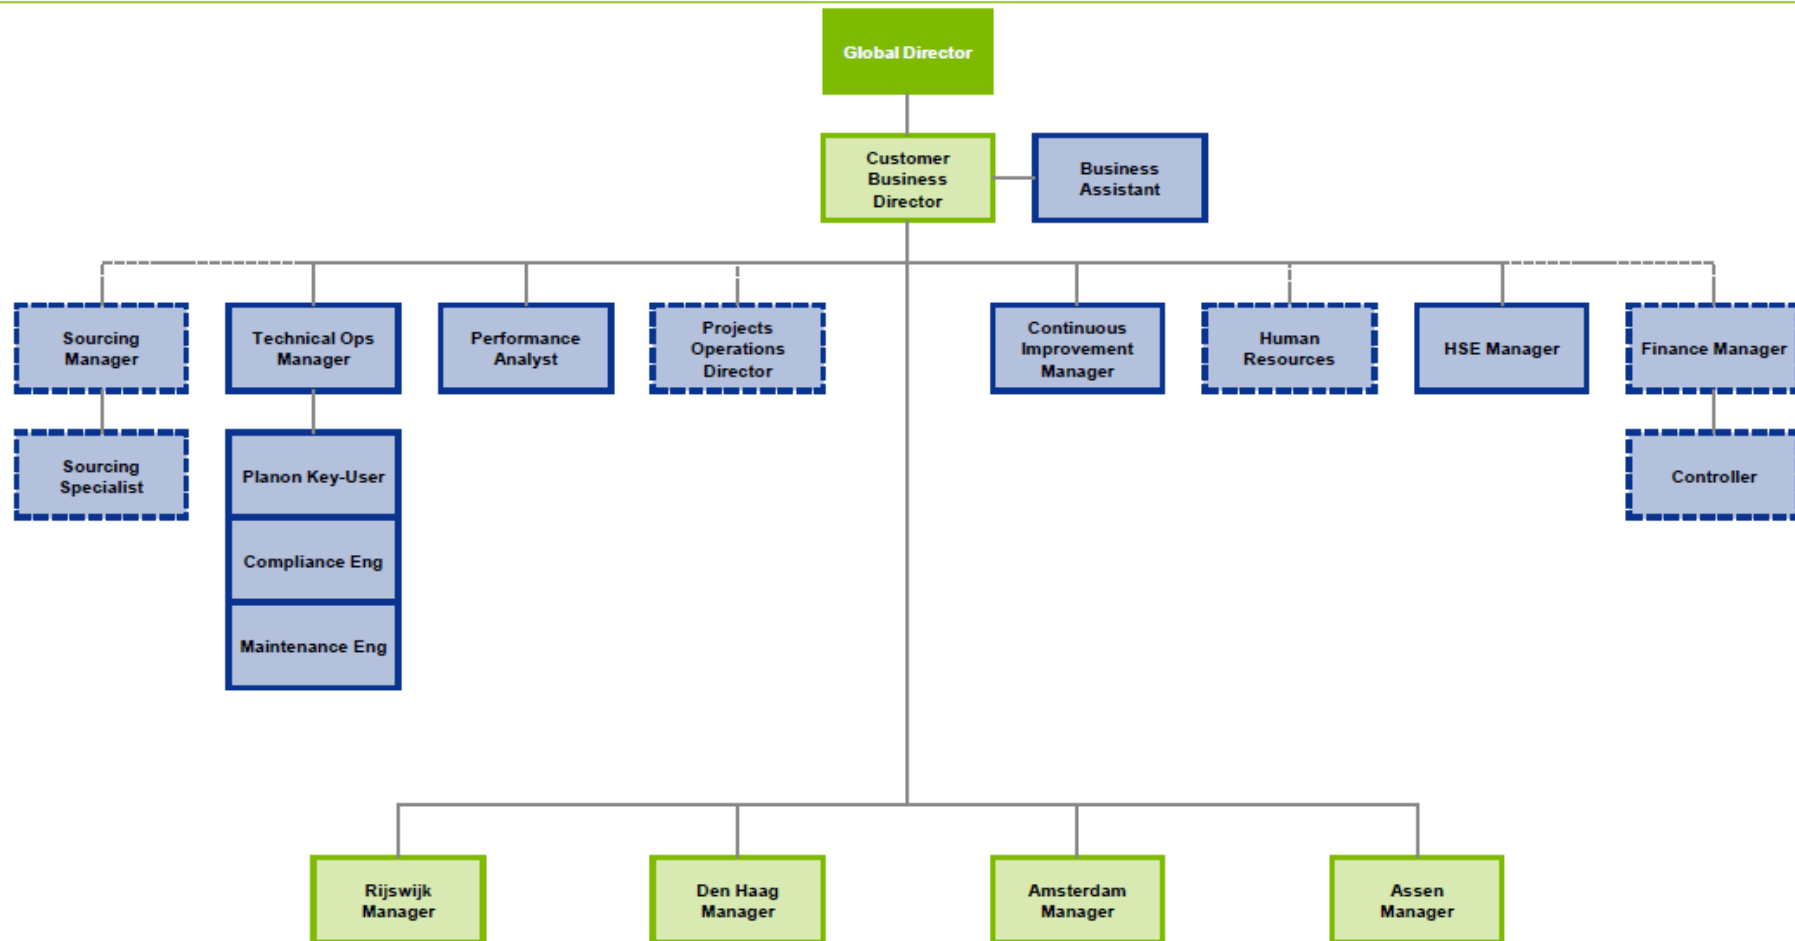 Global Director
Customer
Business
Director
Business
Assistant
Sourcing
Manager
Technical Ops
Manager
Performance
Analyst
Projects
Operations
Director
Continuous
Improvement
Manager
Human
Resources
HSE Manager
Finance Manager
Sourcing
Specialist
Planon Key-User
Compliance Eng
Maintenance Eng
Controller
Rijswijk
Manager
Den Haag
Manager
Amsterdam
Manager
Assen
Manager